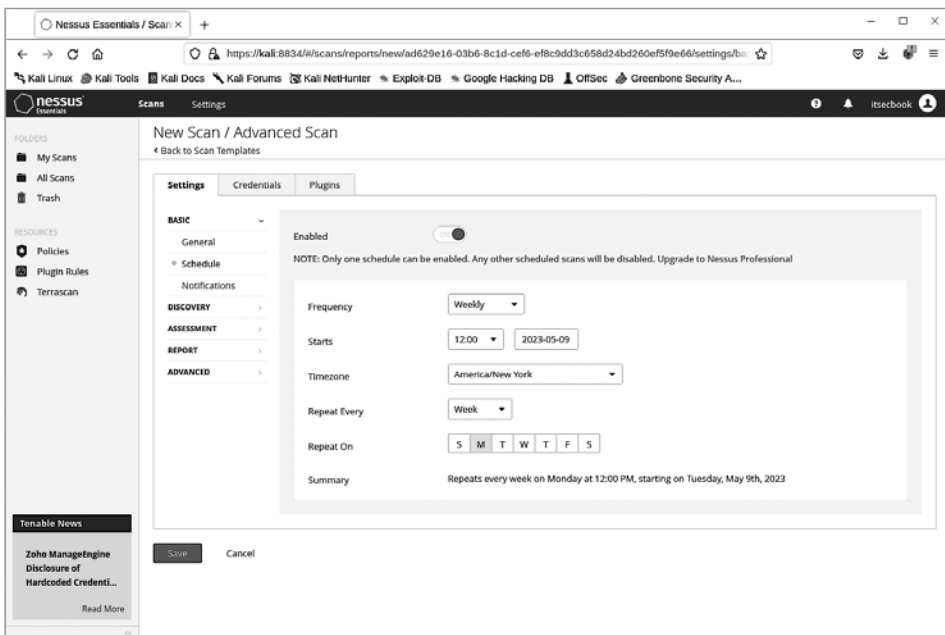 Nessus Essentials / Scan
https://kali:8834/#/scans/reports/new/ad629e16-03b6-8c1d-cef6-ef8c9dd3c658d24bd260ef5f9e66/settings/ba
Kali Linux Kali Tools Kali Docs Kali Forums Kali NetHunter Exploit-DB Google Hacking DB OffSec Greenbone Security A...
nessus Essentials Scans Settings itsecbook
FOLDERS
My Scans
All Scans
Trash
RESOURCES
Policies
Plugin Rules
Terrascan
Tenable News
Zoho ManageEngine
Disclosure of
Hardcoded Credenti...
Read More
New Scan / Advanced Scan
Back to Scan Templates
Settings Credentials Plugins
BASIC
General
Schedule
Notifications
DISCOVERY
ASSESSMENT
REPORT
ADVANCED
Enabled ON
NOTE: Only one schedule can be enabled. Any other scheduled scans will be disabled. Upgrade to Nessus Professional
Frequency Weekly
Starts 12:00 2023-05-09
Timezone America/New York
Repeat Every Week
Repeat On S M T W T F S
Summary Repeats every week on Monday at 12:00 PM, starting on Tuesday, May 9th, 2023
Save Cancel